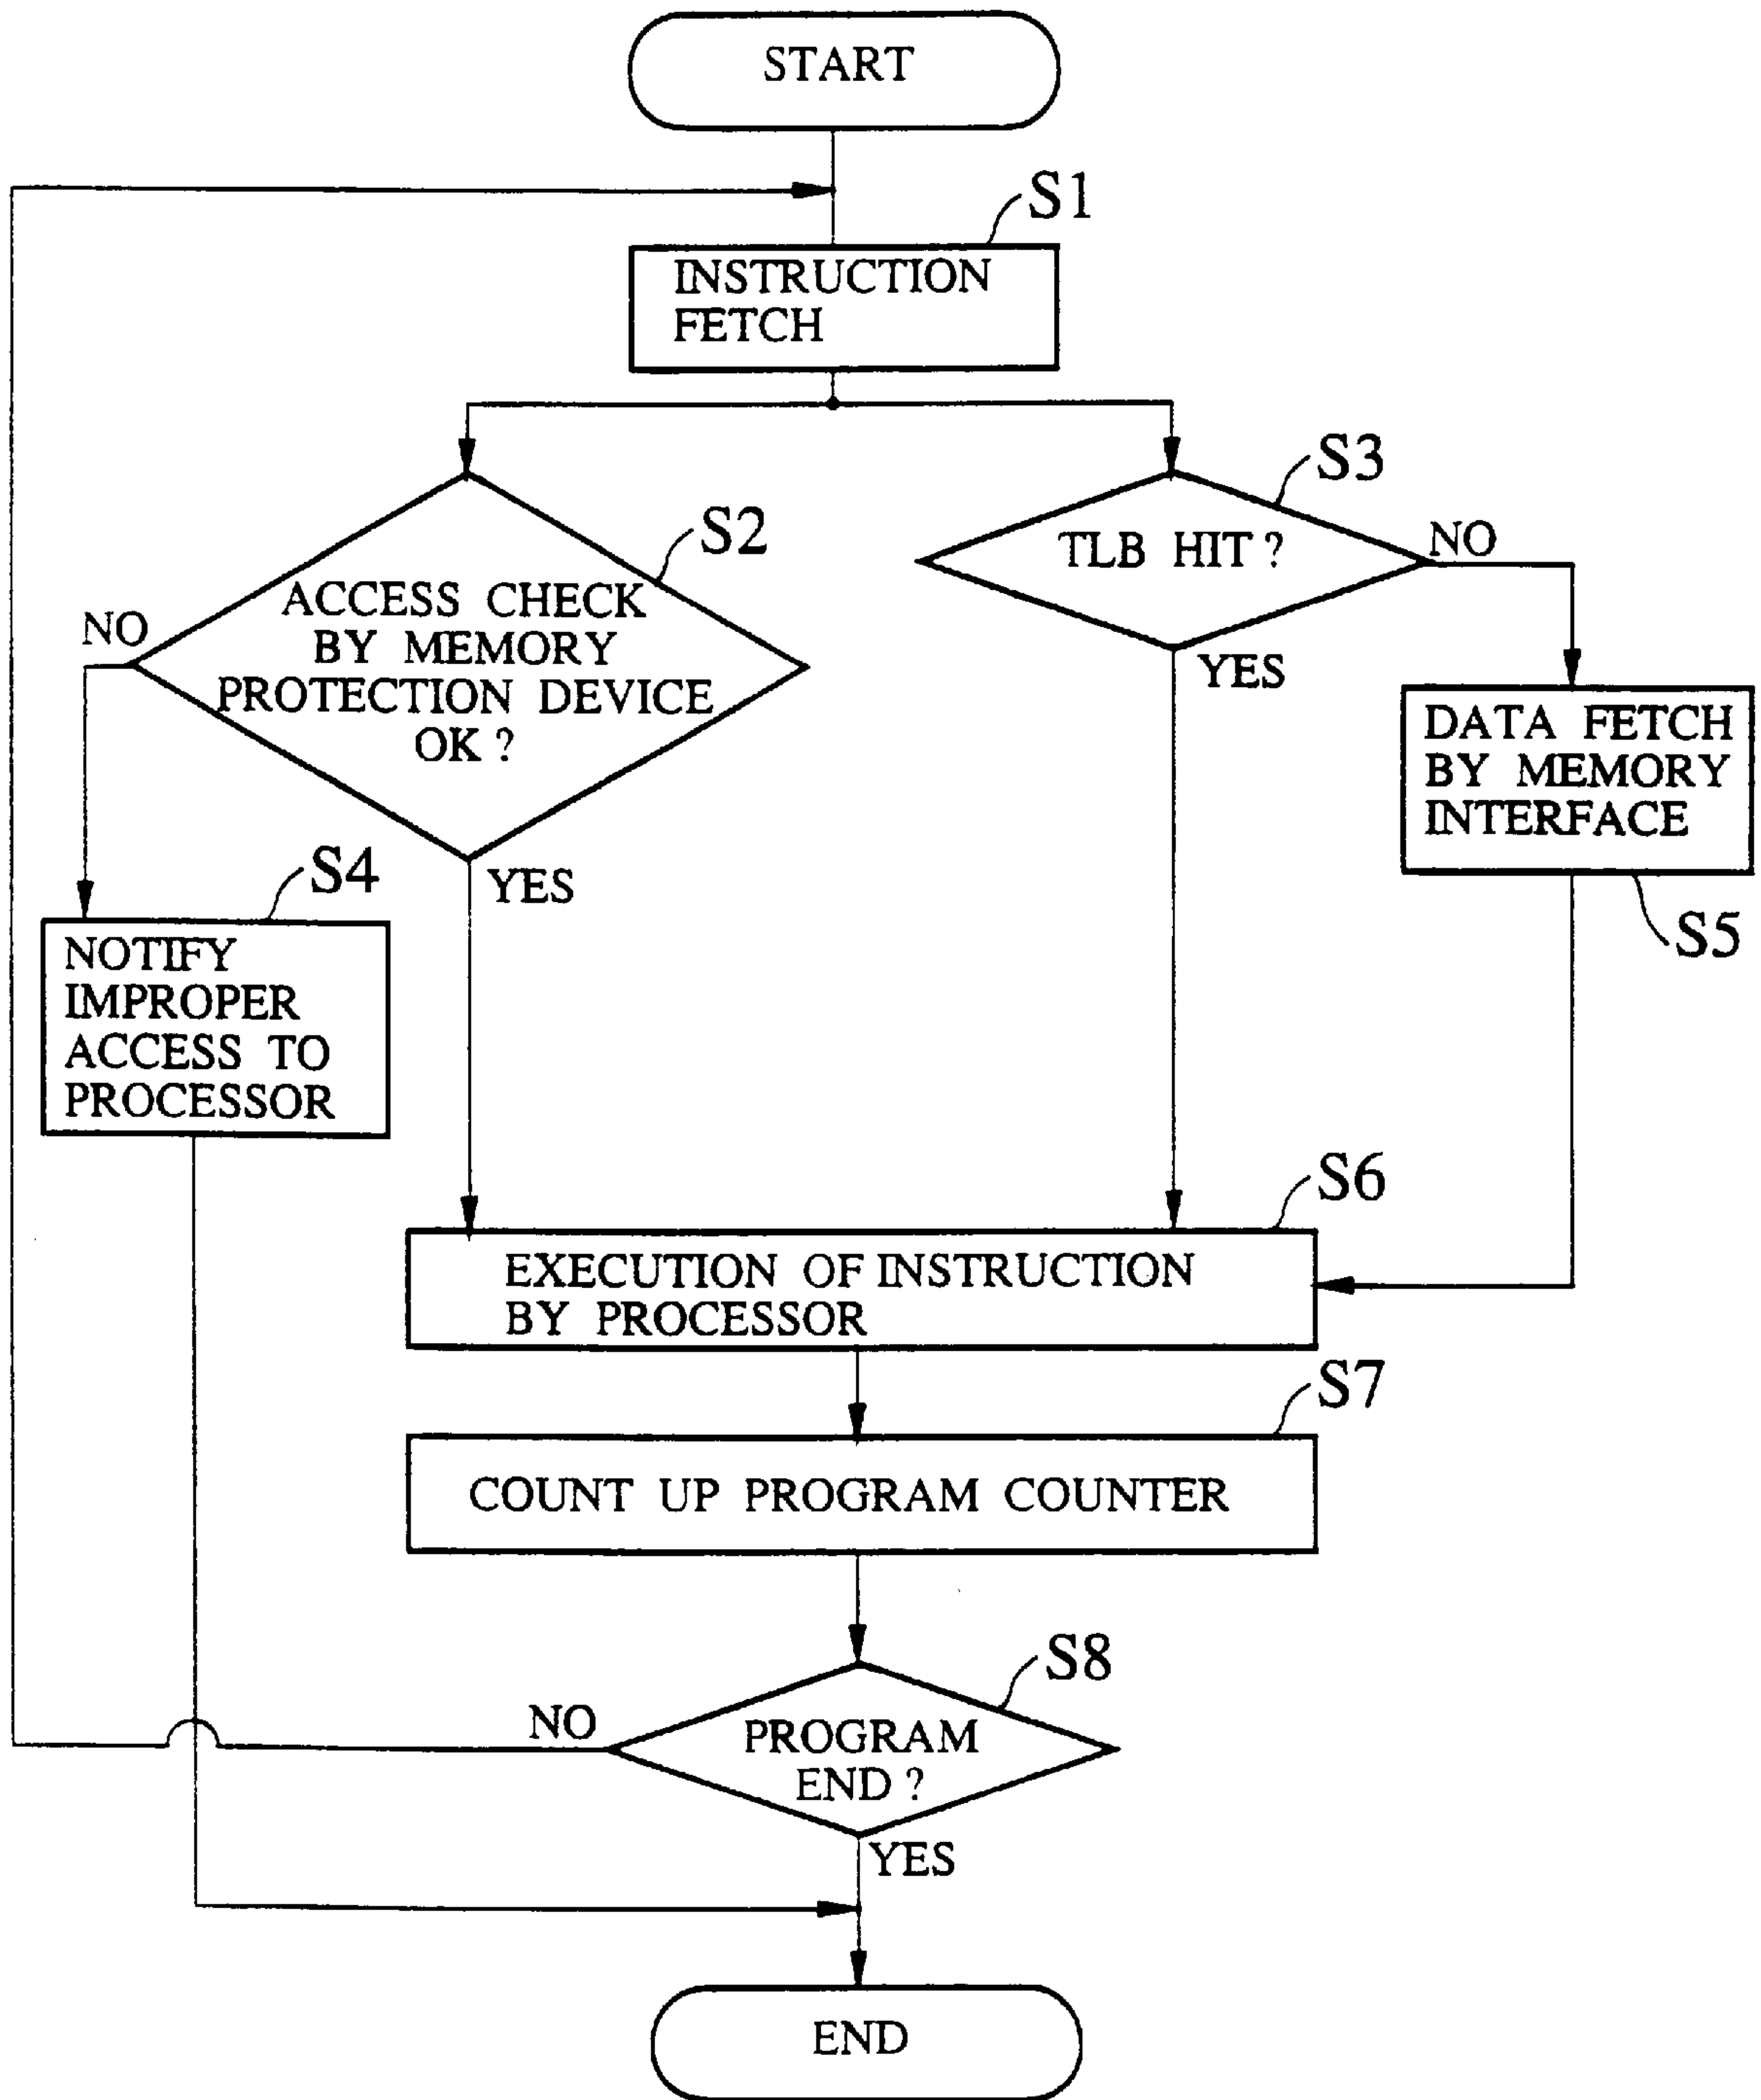 START
S1
INSTRUCTION
FETCH
S2
ACCESS CHECK
BY MEMORY
PROTECTION DEVICE
OK ?
NO
YES
S3
TLB HIT ?
NO
YES
DATA FETCH
BY MEMORY
INTERFACE
S5
S4
NOTIFY
IMPROPER
ACCESS TO
PROCESSOR
S6
EXECUTION OF INSTRUCTION
BY PROCESSOR
S7
COUNT UP PROGRAM COUNTER
S8
PROGRAM
END ?
NO
YES
END